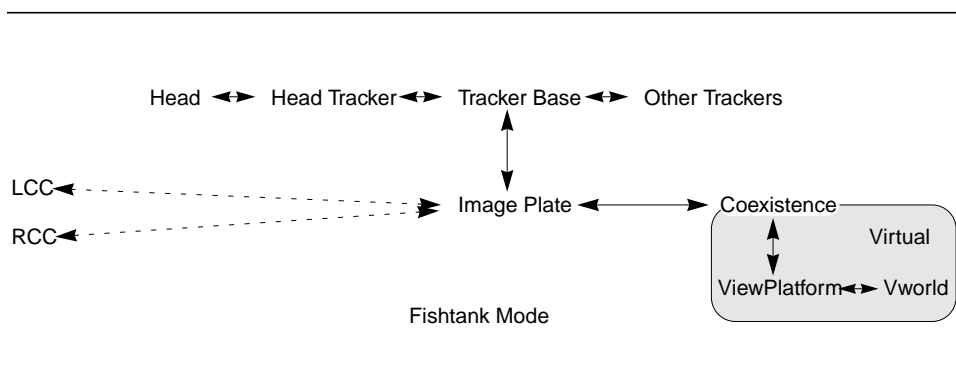 Head Head Tracker Tracker Base Other Trackers
LCC
Image Plate Coexistence
RCC
Virtual
ViewPlatform Vworld
Fishtank Mode